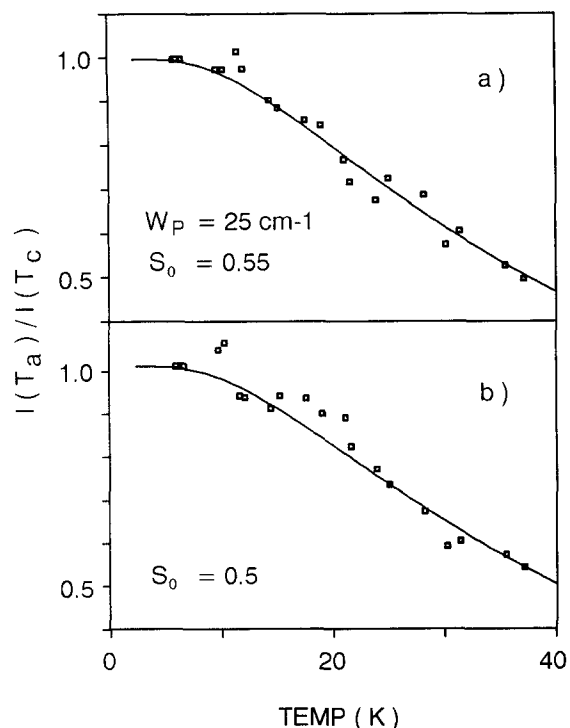 1.0
a )
W_P = 25 cm-1
S_0 = 0.55
0.5
I(T_a)/I(T_c)
1.0
b )
S_0 = 0.5
0.5
0 20 40
TEMP ( K )